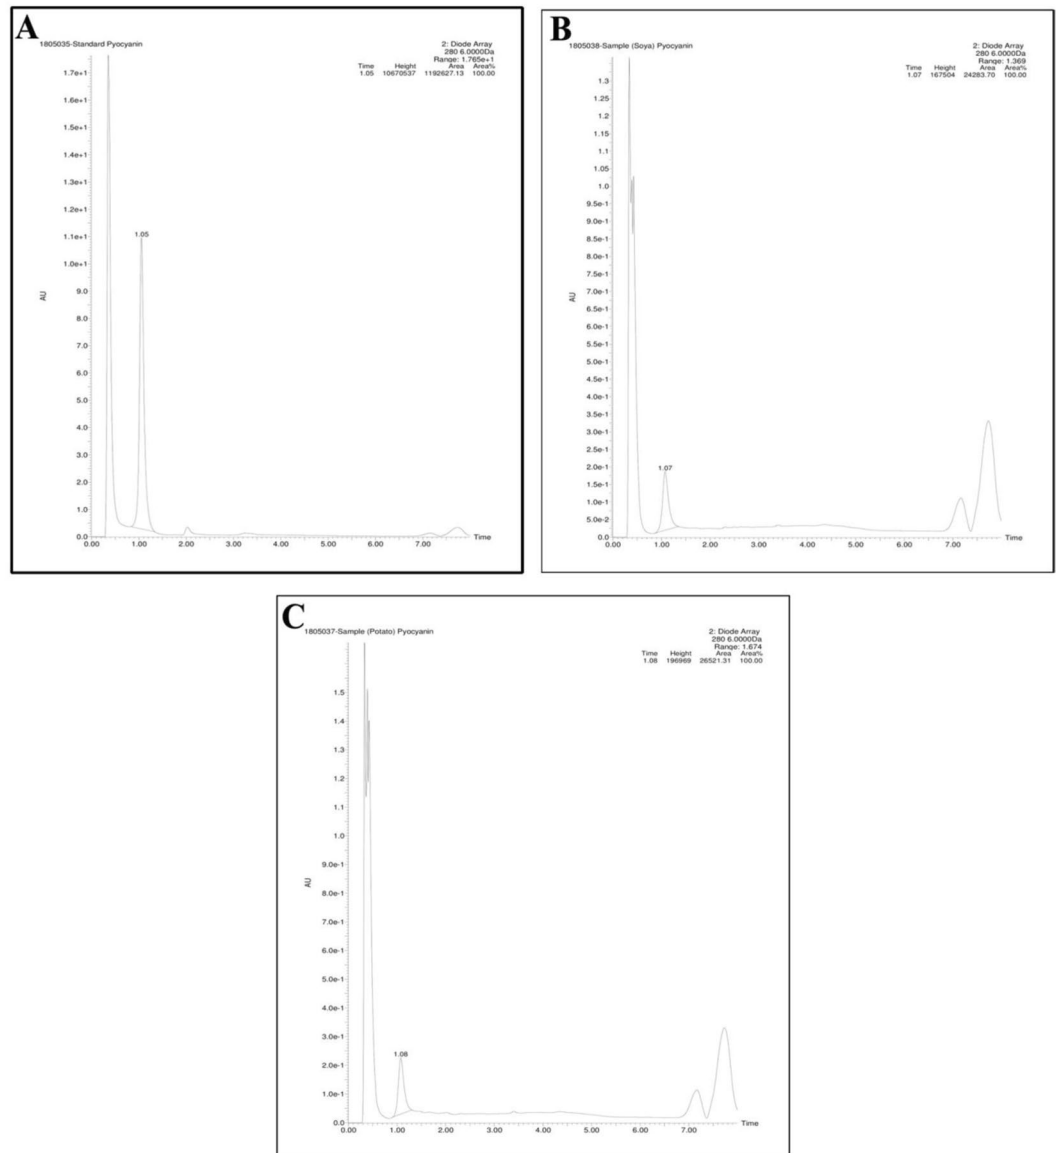 A
1805035-Standard Pyocyanin
2: Diode Array
280 6.0000Da
Range: 1.765e+1
Time Height Area Area%
1.05 10670537 1192627.13 100.00
1.7e+1
1.6e+1
1.5e+1
1.4e+1
1.3e+1
1.2e+1
1.1e+1
1.0e+1
9.0
8.0
7.0
6.0
5.0
4.0
3.0
2.0
1.0
0.0
AU
1.05
0.00 1.00 2.00 3.00 4.00 5.00 6.00 7.00
Time
B
1805038-Sample (Soya) Pyocyanin
2: Diode Array
280 6.0000Da
Range: 1.369
Time Height Area Area%
1.07 167504 24283.70 100.00
1.3
1.25
1.2
1.15
1.1
1.05
1.0
9.5e-1
9.0e-1
8.5e-1
8.0e-1
7.5e-1
7.0e-1
6.5e-1
6.0e-1
5.5e-1
5.0e-1
4.5e-1
4.0e-1
3.5e-1
3.0e-1
2.5e-1
2.0e-1
1.5e-1
1.0e-1
5.0e-2
0.0
AU
1.07
0.00 1.00 2.00 3.00 4.00 5.00 6.00 7.00
Time
C
1805037-Sample (Potato) Pyocyanin
2: Diode Array
280 6.0000Da
Range: 1.674
Time Height Area Area%
1.08 196969 26521.31 100.00
1.5
1.4
1.3
1.2
1.1
1.0
9.0e-1
8.0e-1
7.0e-1
6.0e-1
5.0e-1
4.0e-1
3.0e-1
2.0e-1
1.0e-1
0.0
AU
1.08
0.00 1.00 2.00 3.00 4.00 5.00 6.00 7.00
Time